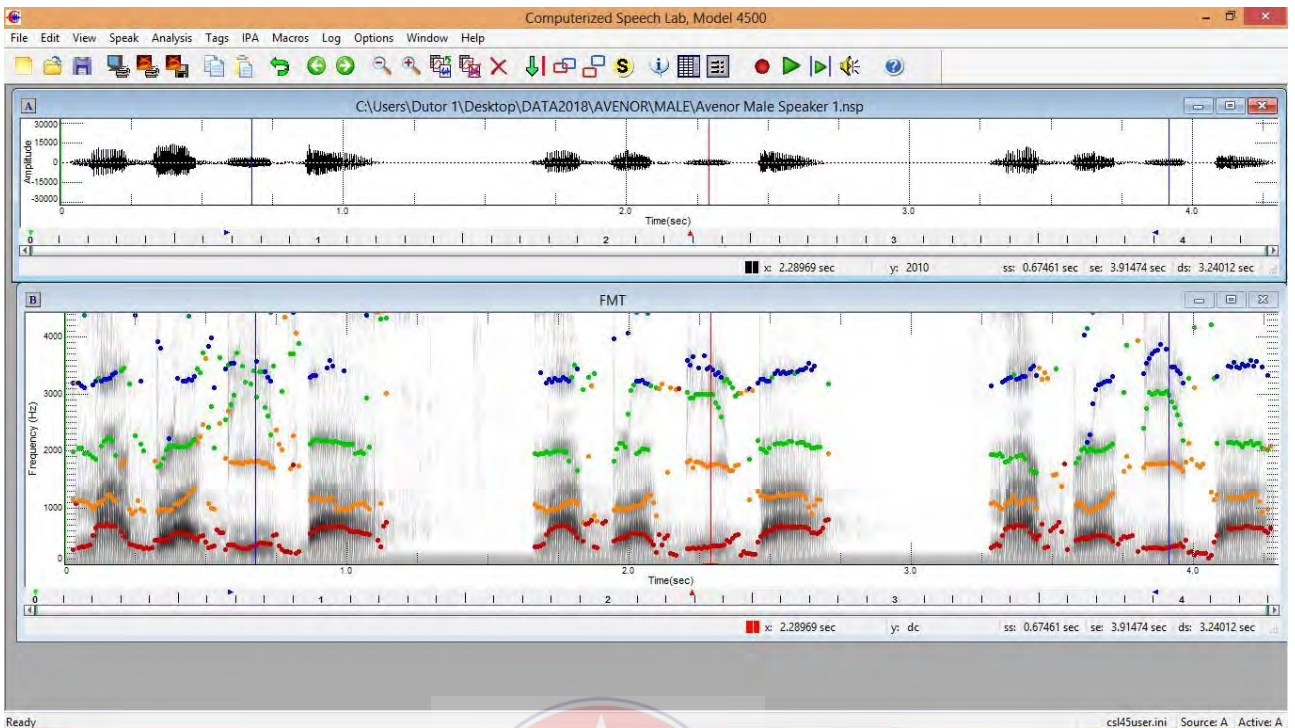 Computerized Speech Lab, Model 4500
File Edit View Speak Analysis Tags IPA Macros Log Options Window Help
A
C:\Users\Dutor 1\Desktop\DATA2018\AVENOR\MALE\Avenor Male Speaker 1.nsp
30000
15000
0
-15000
-30000
Amplitude
0 1.0 2.0 3.0 4.0
Time(sec)
0 1 2 3 4
x: 2.28969 sec y: 2010 ss: 0.67461 sec se: 3.91474 sec ds: 3.24012 sec
B
FMT
4000
3000
2000
1000
0
Frequency (Hz)
0 1.0 2.0 3.0 4.0
Time(sec)
0 1 2 3 4
x: 2.28969 sec y: dc ss: 0.67461 sec se: 3.91474 sec ds: 3.24012 sec
Ready csl45user.ini Source: A Active: A